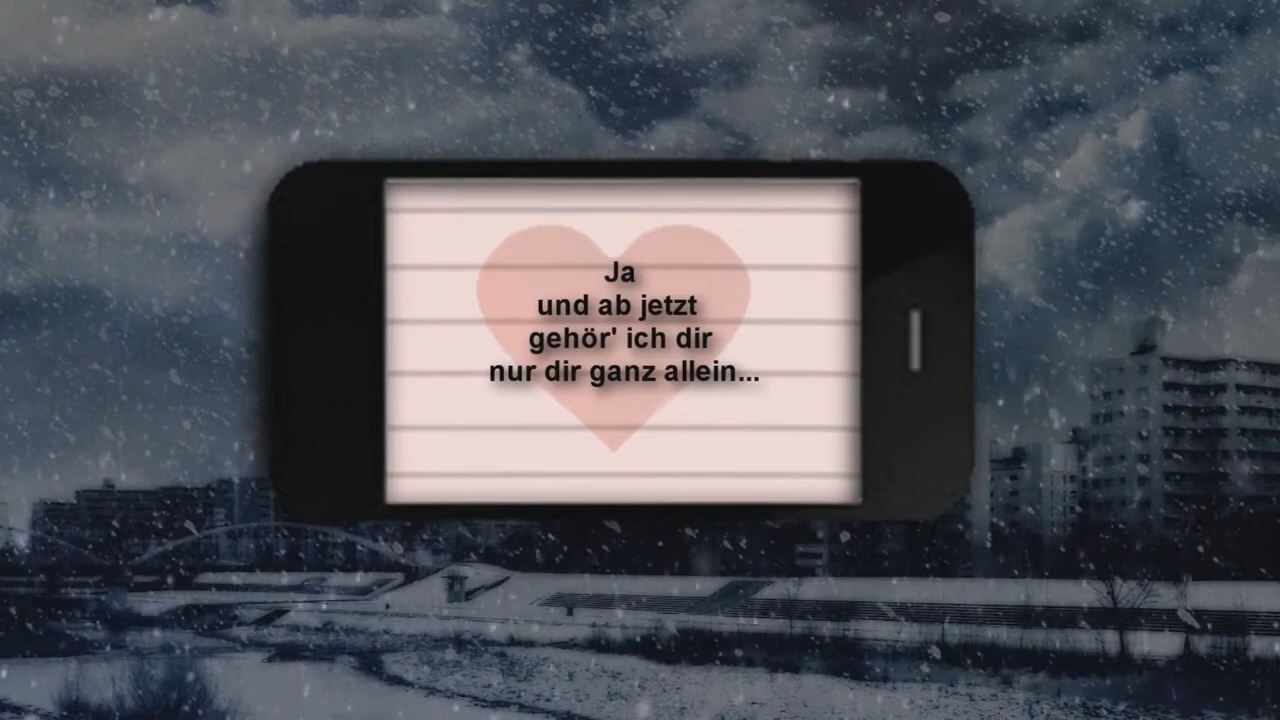 Ja
und ab jetzt
gehör' ich dir
nur dir ganz allein...